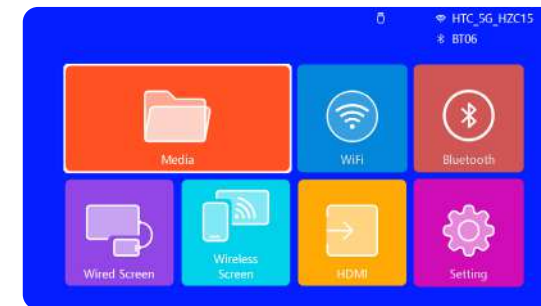 HTC_5G_HZC15
BT06
Media
WiFi
Bluetooth
Wired Screen
Wireless
Screen
HDMI
Setting